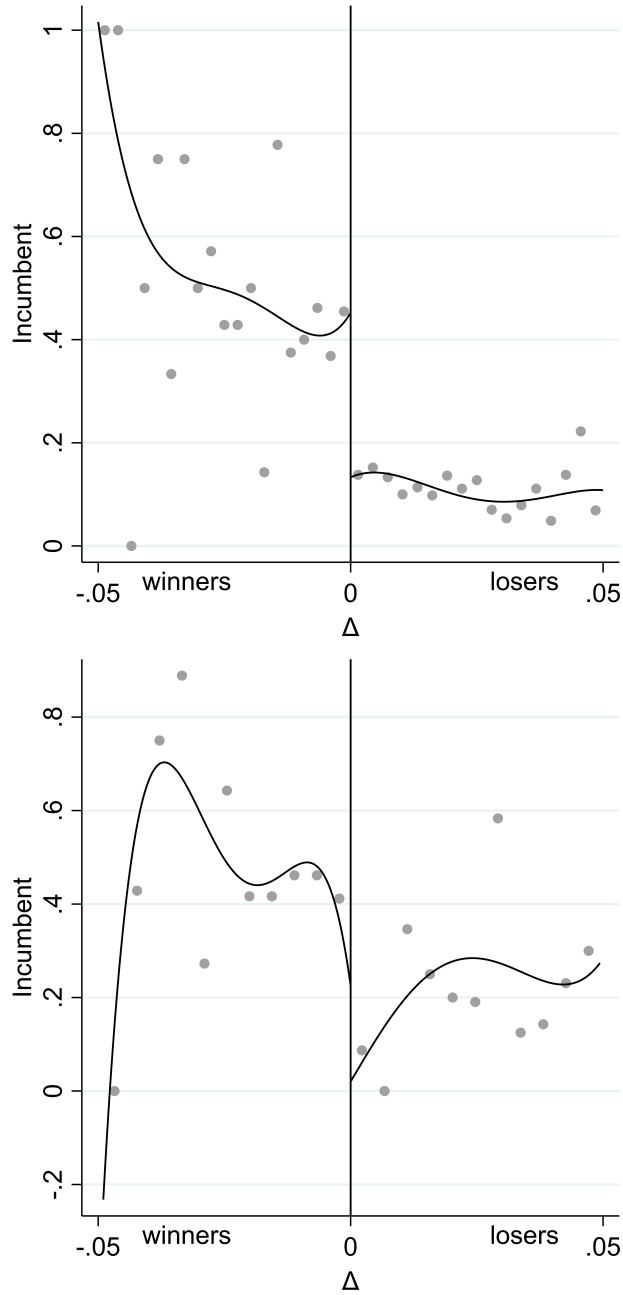 1
.8
.6
.4
.2
0
Incumbent
winners losers
-.05 0 .05
Δ
.8
.6
.4
.2
0
-.2
Incumbent
winners losers
-.05 0 .05
Δ